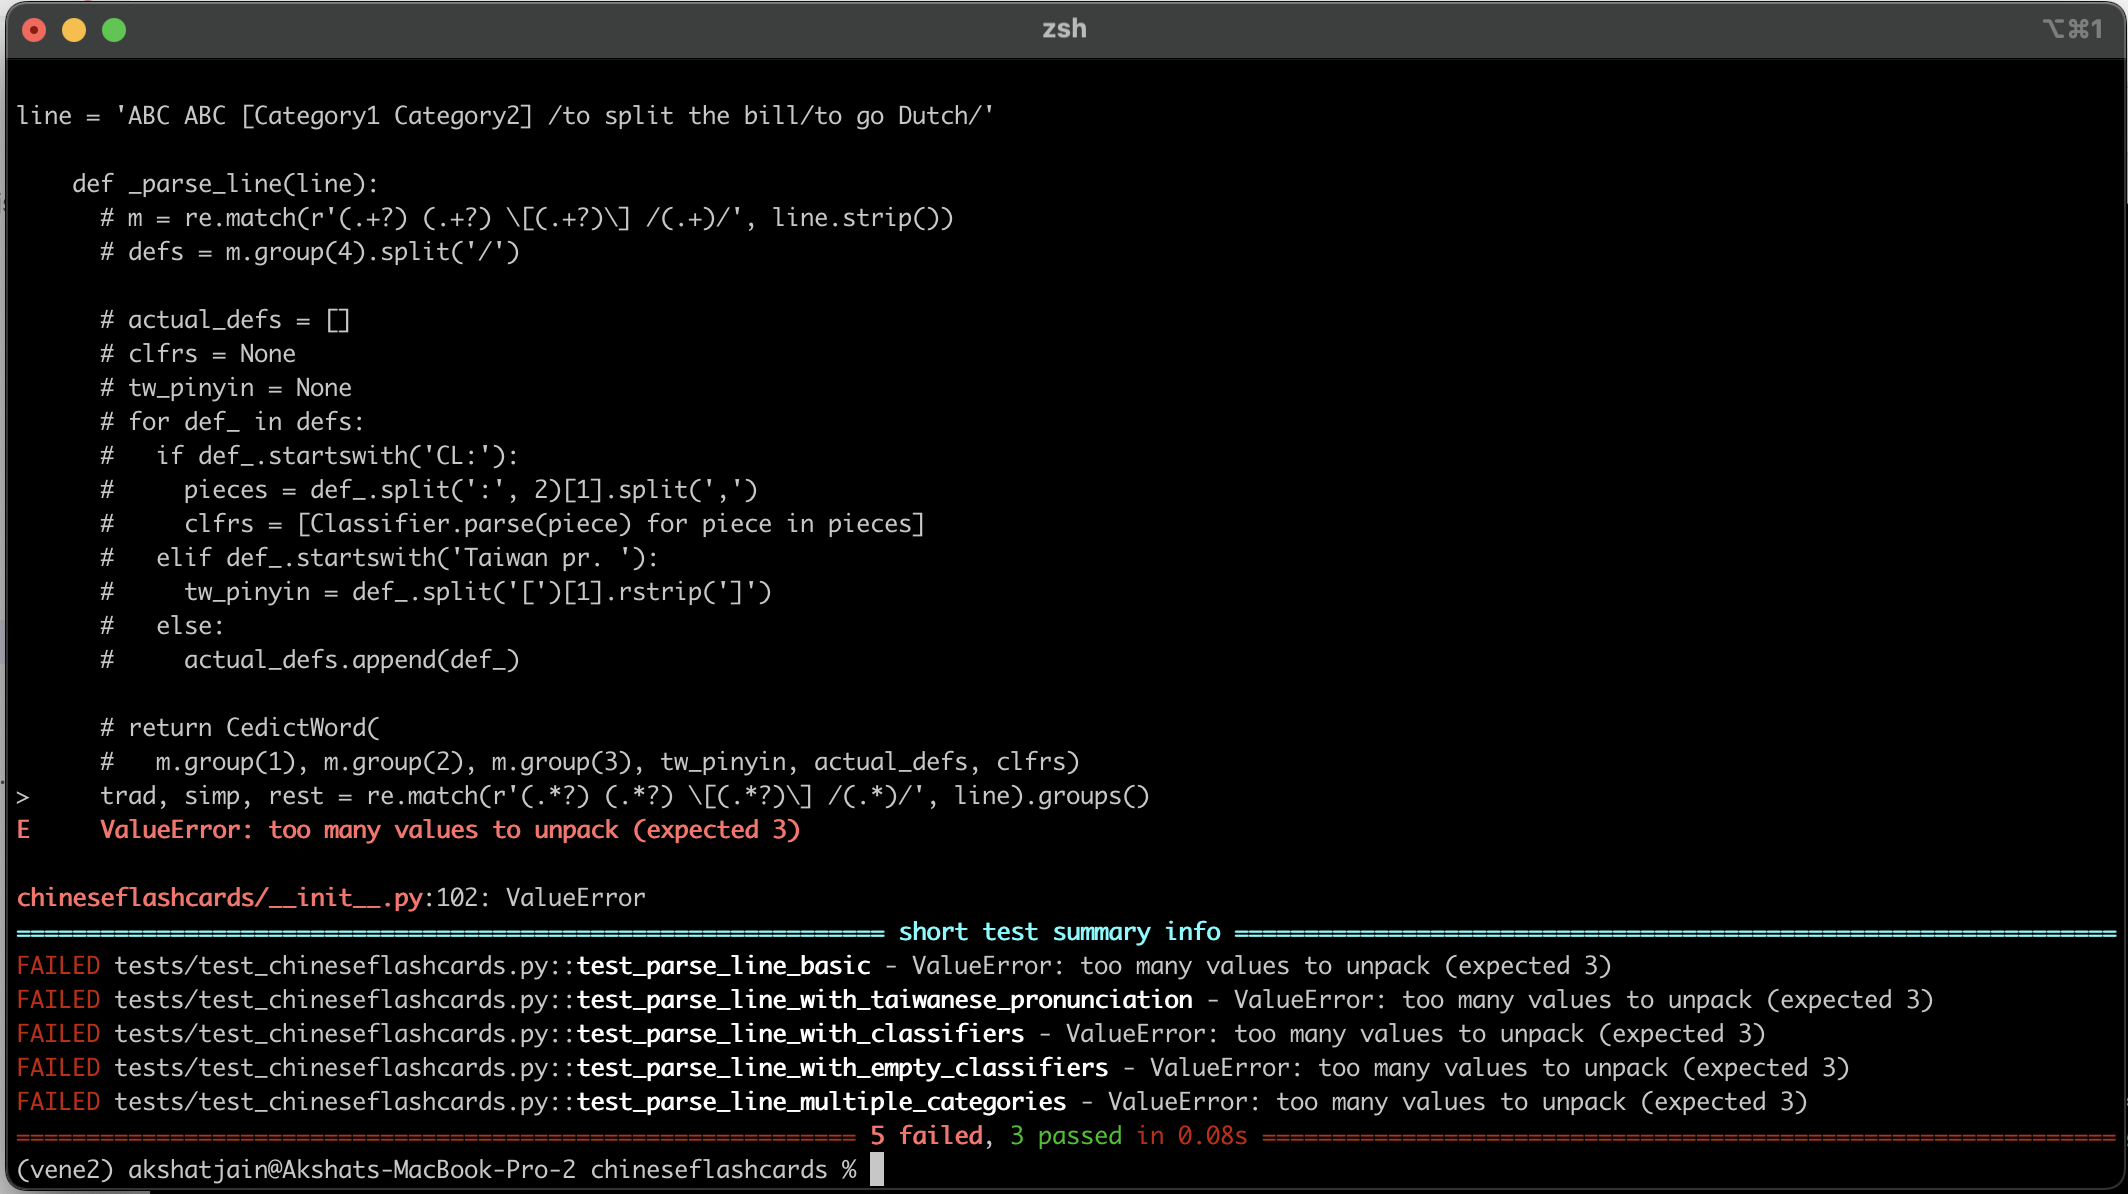 zsh
⌥⌘1
line = 'ABC ABC [Category1 Category2] /to split the bill/to go Dutch/'
    def _parse_line(line):
      # m = re.match(r'(.+?) (.+?) \[(.+?)\] /(.+)/', line.strip())
      # defs = m.group(4).split('/')
      # actual_defs = []
      # clfrs = None
      # tw_pinyin = None
      # for def_ in defs:
      #   if def_.startswith('CL:'):
      #     pieces = def_.split(':', 2)[1].split(',')
      #     clfrs = [Classifier.parse(piece) for piece in pieces]
      #   elif def_.startswith('Taiwan pr. '):
      #     tw_pinyin = def_.split('[')[1].rstrip(']')
      #   else:
      #     actual_defs.append(def_)
      # return CedictWord(
      #   m.group(1), m.group(2), m.group(3), tw_pinyin, actual_defs, clfrs)
>     trad, simp, rest = re.match(r'(.*?) (.*?) \[(.*?)\] /(.*)/', line).groups()
E     ValueError: too many values to unpack (expected 3)
chineseflashcards/__init__.py:102: ValueError
short test summary info
FAILED tests/test_chineseflashcards.py::test_parse_line_basic - ValueError: too many values to unpack (expected 3)
FAILED tests/test_chineseflashcards.py::test_parse_line_with_taiwanese_pronunciation - ValueError: too many values to unpack (expected 3)
FAILED tests/test_chineseflashcards.py::test_parse_line_with_classifiers - ValueError: too many values to unpack (expected 3)
FAILED tests/test_chineseflashcards.py::test_parse_line_with_empty_classifiers - ValueError: too many values to unpack (expected 3)
FAILED tests/test_chineseflashcards.py::test_parse_line_multiple_categories - ValueError: too many values to unpack (expected 3)
5 failed, 3 passed in 0.08s
(vene2) akshatjain@Akshats-MacBook-Pro-2 chineseflashcards %